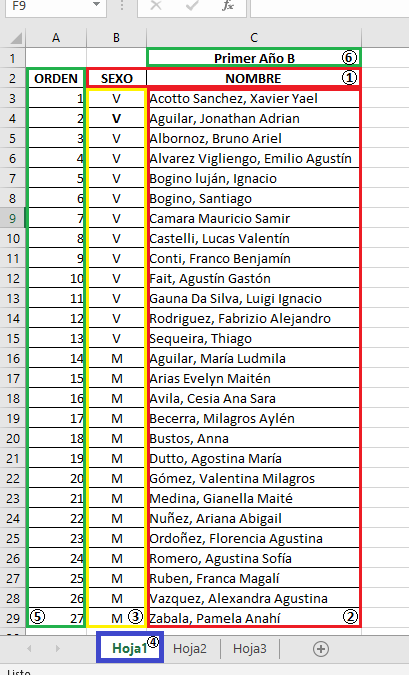 F9
A B C
1 Primer Año B ⑥
2 ORDEN SEXO NOMBRE ①
3 1 V Acotto Sanchez, Xavier Yael
4 2 V Aguilar, Jonathan Adrian
5 3 V Albornoz, Bruno Ariel
6 4 V Alvarez Vigliengo, Emilio Agustín
7 5 V Bogino luján, Ignacio
8 6 V Bogino, Santiago
9 7 V Camara Mauricio Samir
10 8 V Castelli, Lucas Valentín
11 9 V Conti, Franco Benjamín
12 10 V Fait, Agustín Gastón
13 11 V Gauna Da Silva, Luigi Ignacio
14 12 V Rodriguez, Fabrizio Alejandro
15 13 V Sequeira, Thiago
16 14 M Aguilar, María Ludmila
17 15 M Arias Evelyn Maitén
18 16 M Avila, Cesia Ana Sara
19 17 M Becerra, Milagros Aylén
20 18 M Bustos, Anna
21 19 M Dutto, Agostina María
22 20 M Gómez, Valentina Milagros
23 21 M Medina, Gianella Maité
24 22 M Nuñez, Ariana Abigail
25 23 M Ordoñez, Florencia Agustina
26 24 M Romero, Agustina Sofía
27 25 M Ruben, Franca Magalí
28 26 M Vazquez, Alexandra Agustina
29 ⑤ 27 M ③ Zabala, Pamela Anahí ②
Hoja1 ④ Hoja2 Hoja3
Listo